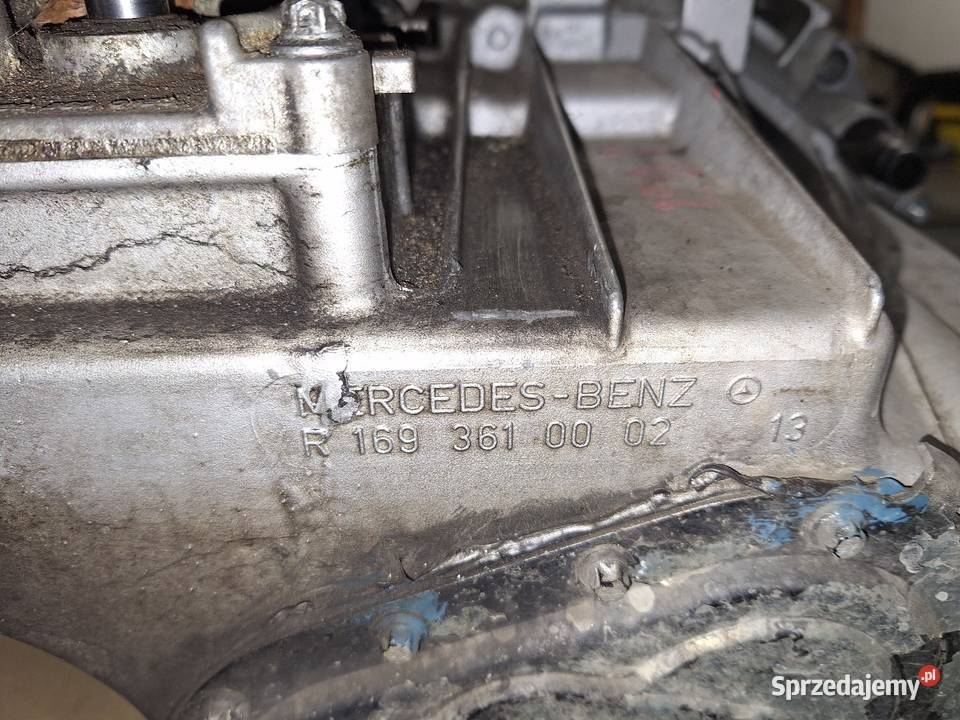 MERCEDES-BENZ
R 169 361 00 02 13
Sprzedajemy.pl